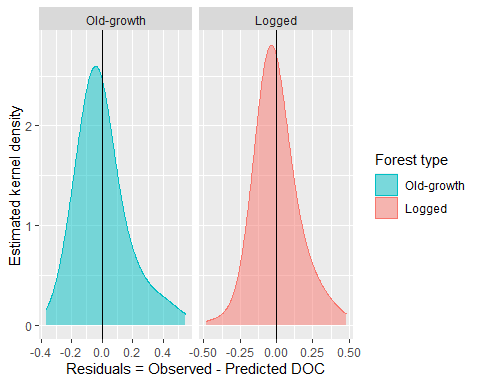 Old-growth
Logged
Estimated kernel density
2
1
0
-0.4
-0.2
0.0
0.2
0.4
-0.50
-0.25
0.00
0.25
0.50
Residuals = Observed - Predicted DOC
Forest type
Old-growth
Logged